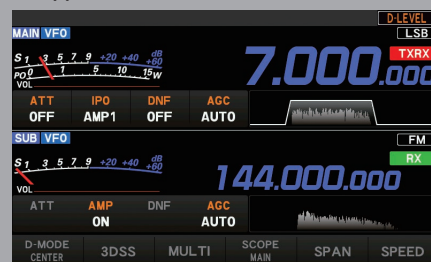 D-LEVEL
MAIN VFO LSB
S 1 3 5 7 9 +20 +40 dB +60
TXRX
PO 0 1 5 10 15 W
7.000.000
VOL
ATT IPO DNF AGC
OFF AMP1 OFF AUTO
SUB VFO FM
S 1 3 5 7 9 +20 +40 dB +60
RX
VOL
144.000.000
ATT AMP DNF AGC
ON AUTO
D-MODE 3DSS MULTI SCOPE SPAN SPEED
CENTER MAIN